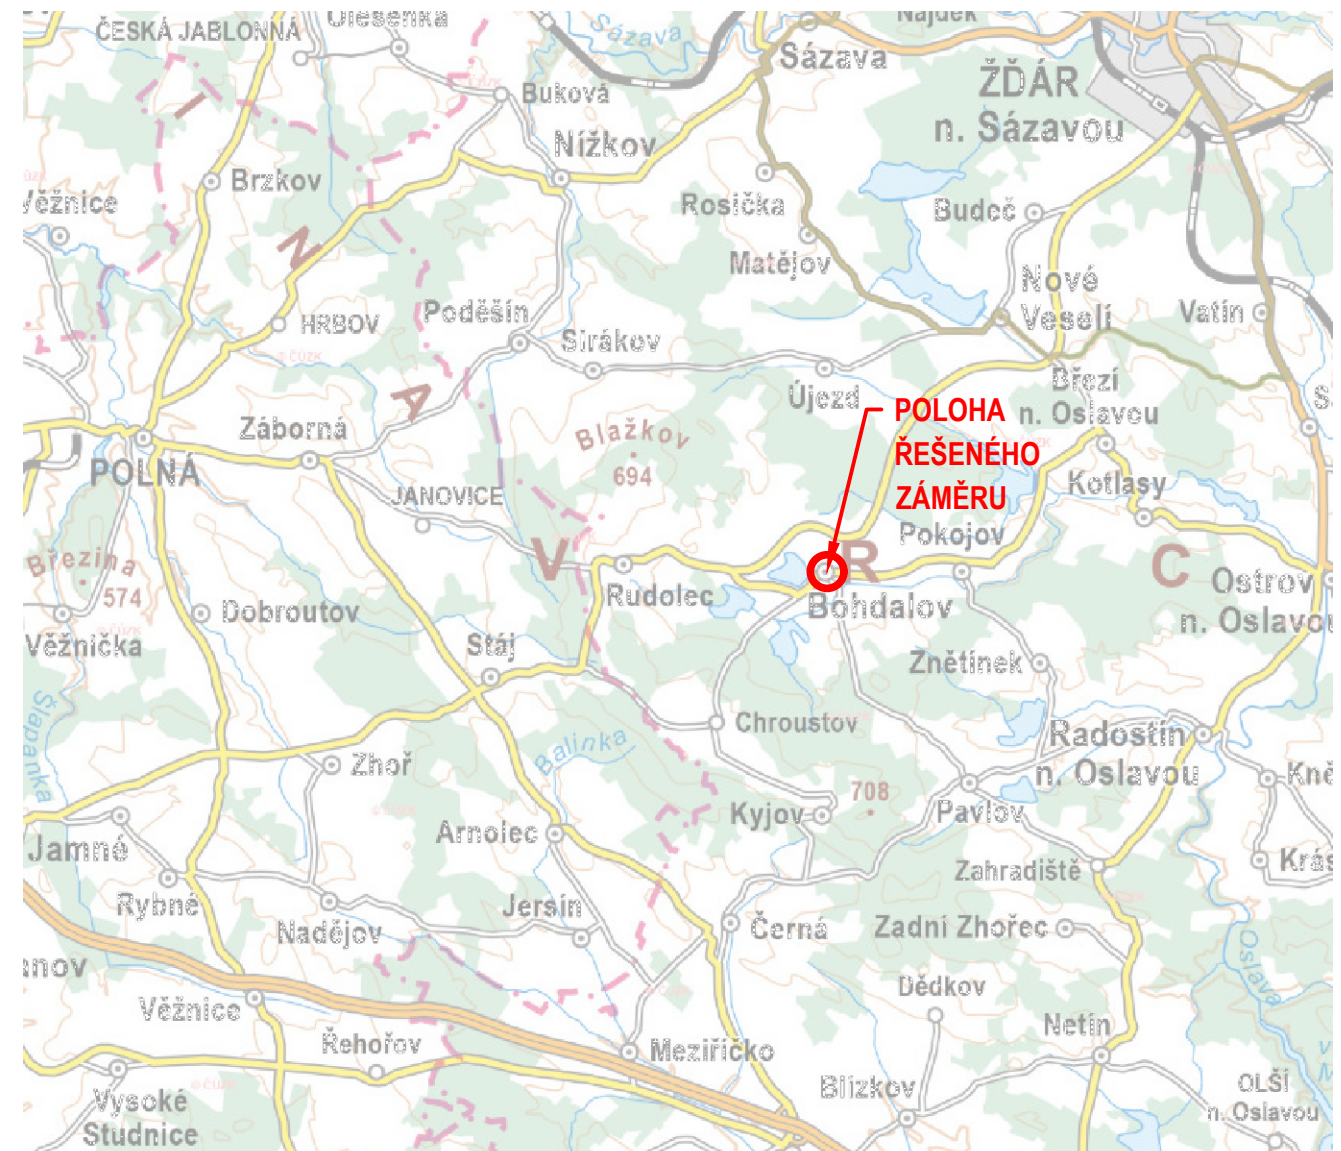 ČESKÁ JABLONNÁ
Sázava
Sázava
Buková
ŽĎÁR
n. Sázavou
Nížkov
Brzkov
Rosička
Budeč
Matějov
Nové
Veselí
Vatín
HRBOV
Poděšín
Sirákov
Újezd
Březí
n. Oslavou
POLOHA
ŘEŠENÉHO
ZÁMĚRU
N
A
V
R
C
Záborná
Blažkov
694
POLNÁ
JANOVICE
Kotlasy
Pokojov
Březina
574
Rudolec
Bohdalov
Ostrov
n. Oslavou
Dobroutov
Věžnička
Stáj
Znětínek
Šlapanka
Chroustov
Balinka
Radostín
n. Oslavou
Zhoř
708
Kyjov
Pavlov
Arnolec
Jamné
Zahradiště
Rybné
Jersín
Nadějov
Černá
Zadní Zhořec
Oslava
Dědkov
Věžnice
Netín
Řehořov
Meziříčko
Blízkov
OLŠÍ
n. Oslavou
Vysoké
Studnice
© ČÚZK